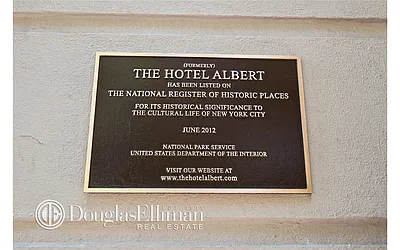 (FORMERLY)
THE HOTEL ALBERT
HAS BEEN LISTED ON
THE NATIONAL REGISTER OF HISTORIC PLACES
FOR ITS HISTORICAL SIGNIFICANCE TO
THE CULTURAL LIFE OF NEW YORK CITY
JUNE 2012
NATIONAL PARK SERVICE
UNITED STATES DEPARTMENT OF THE INTERIOR
VISIT OUR WEBSITE AT
www.thehotelalbert.com
DouglasElliman
REAL ESTATE